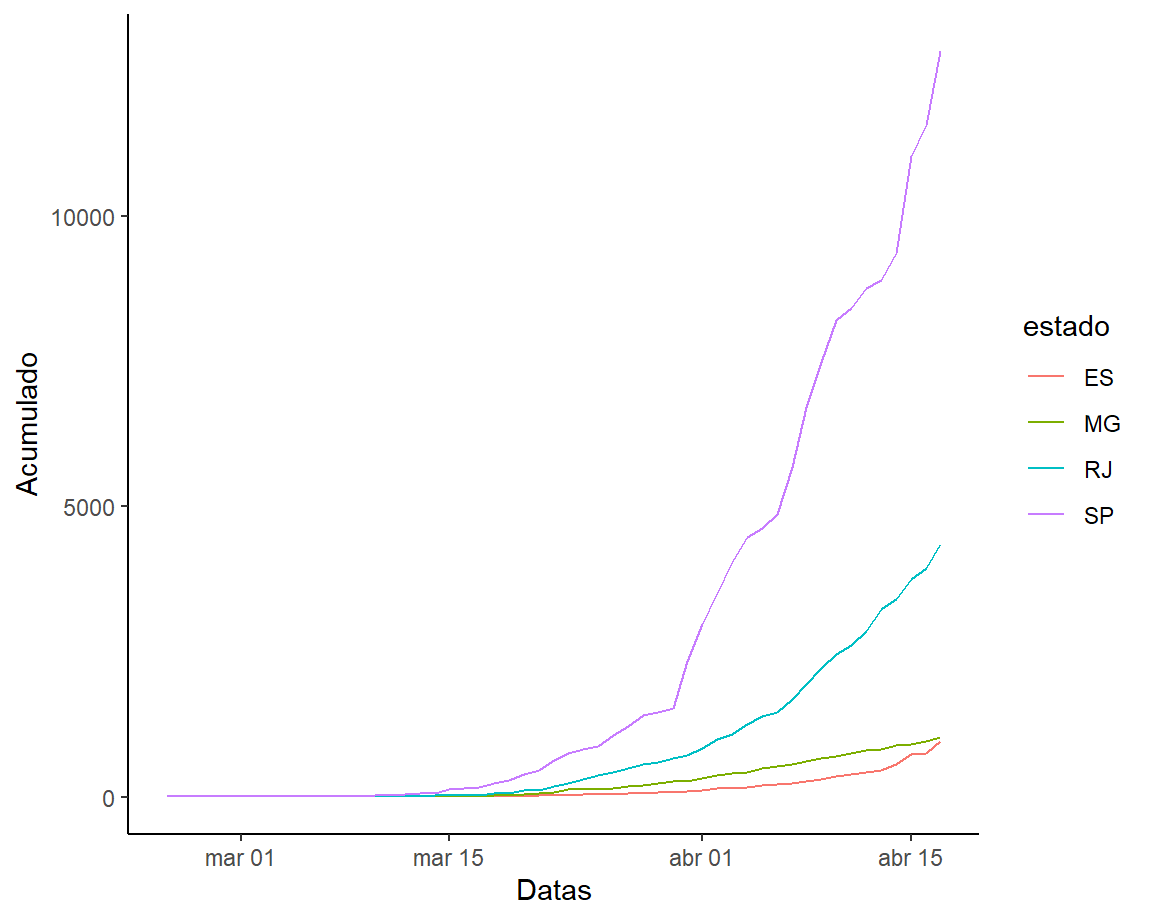 Acumulado
10000
5000
0
mar 01
mar 15
abr 01
abr 15
Datas
estado
ES
MG
RJ
SP